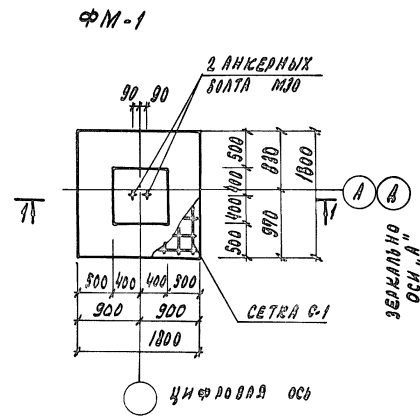 ФМ-1
2 АНКЕРНЫХ
БОЛТА М30
90 90
500 400 400 500
830 970
1800
1 1
А В
ЗЕРКАЛЬНО
ОСИ „А"
500 400 400 500
900 900
1800
СЕТКА С-1
ЦИФРОВАЯ ОСЬ